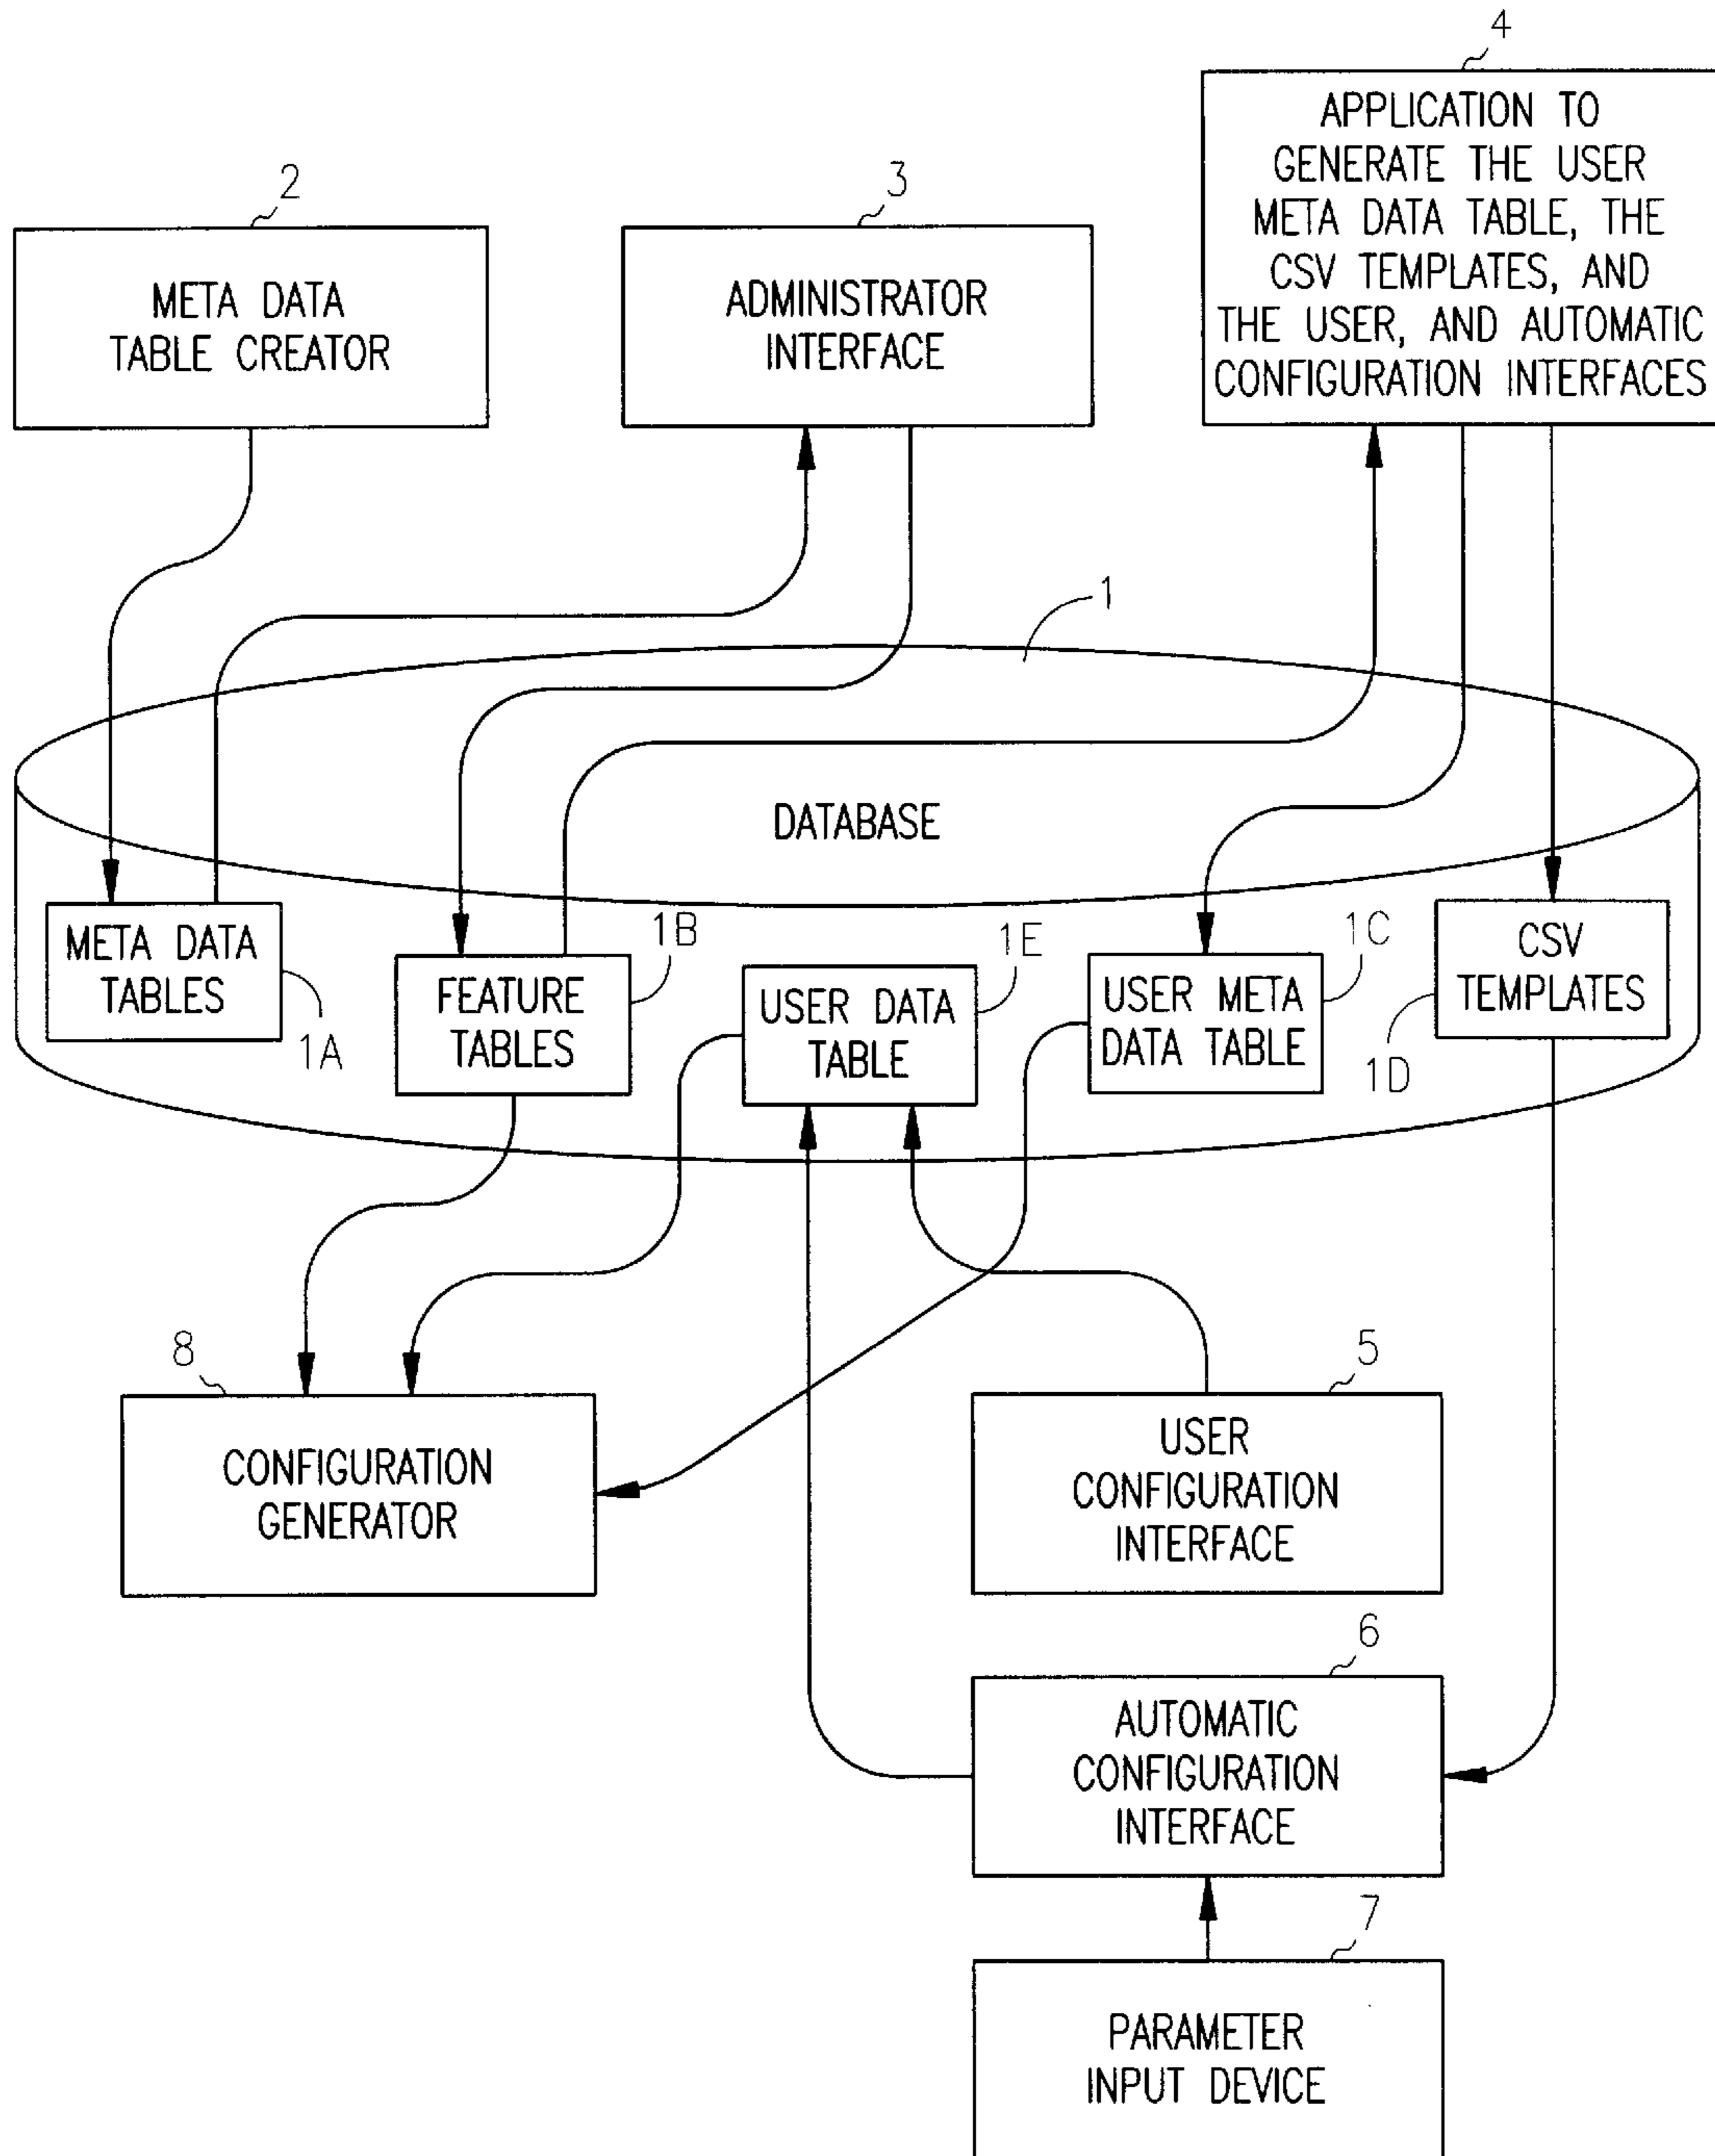 4
APPLICATION TO
GENERATE THE USER
META DATA TABLE, THE
CSV TEMPLATES, AND
THE USER, AND AUTOMATIC
CONFIGURATION INTERFACES
2
META DATA
TABLE CREATOR
3
ADMINISTRATOR
INTERFACE
1
DATABASE
META DATA
TABLES
1A
1B
FEATURE
TABLES
1E
USER DATA
TABLE
1C
USER META
DATA TABLE
CSV
TEMPLATES
1D
8
CONFIGURATION
GENERATOR
5
USER
CONFIGURATION
INTERFACE
6
AUTOMATIC
CONFIGURATION
INTERFACE
7
PARAMETER
INPUT DEVICE